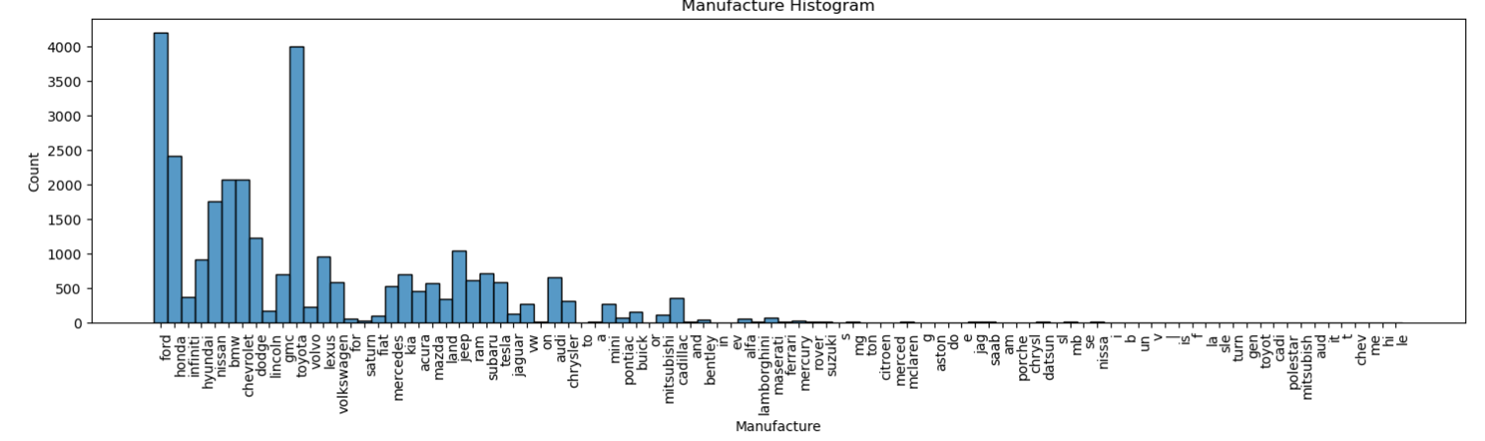 Manufacture Histogram
4000
3500
3000
2500
2000
1500
1000
500
0
Count
ford
honda
infiniti
hyundai
nissan
bmw
chevrolet
dodge
lincoln
gmc
toyota
volvo
lexus
volkswagen
for
saturn
fiat
mercedes
kia
acura
mazda
land
jeep
ram
subaru
tesla
jaguar
vw
on
audi
chrysler
to
a
mini
pontiac
buick
or
mitsubishi
cadillac
and
bentley
in
ev
alfa
lamborghini
maserati
ferrari
mercury
rover
suzuki
s
mg
ton
citroen
merced
mclaren
g
aston
do
e
jag
saab
am
porche
chrysl
datsun
sl
mb
se
nissa
i
b
un
v
l
is
f
la
sle
turn
gen
toyot
cadi
polestar
mitsubish
aud
it
t
chev
me
hi
le
Manufacture